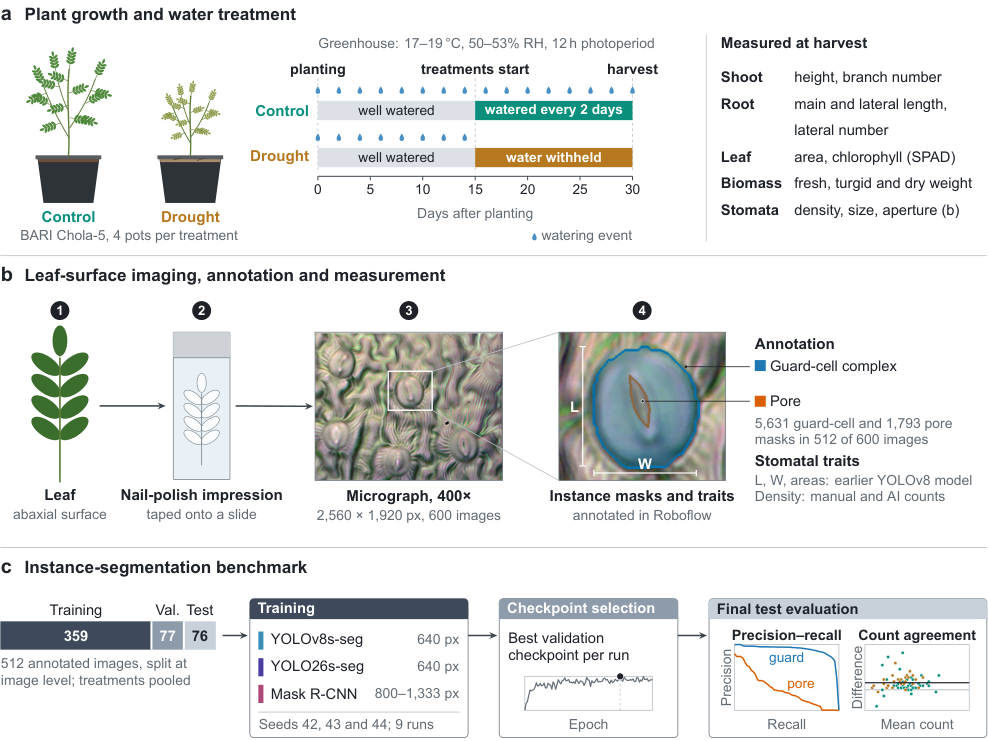 a Plant growth and water treatment
Greenhouse: 17–19 °C, 50–53% RH, 12 h photoperiod
planting treatments start harvest
Control well watered watered every 2 days
Drought well watered water withheld
0 5 10 15 20 25 30
Days after planting
watering event
Control Drought
BARI Chola-5, 4 pots per treatment
Measured at harvest
Shoot height, branch number
Root main and lateral length,
lateral number
Leaf area, chlorophyll (SPAD)
Biomass fresh, turgid and dry weight
Stomata density, size, aperture (b)
b Leaf-surface imaging, annotation and measurement
1 2 3 4
L
W
Leaf
abaxial surface
Nail-polish impression
taped onto a slide
Micrograph, 400×
2,560 × 1,920 px, 600 images
Instance masks and traits
annotated in Roboflow
Annotation
Guard-cell complex
Pore
5,631 guard-cell and 1,793 pore
masks in 512 of 600 images
Stomatal traits
L, W, areas: earlier YOLOv8 model
Density: manual and AI counts
c Instance-segmentation benchmark
Training Val. Test
359 77 76
512 annotated images, split at
image level; treatments pooled
Training
YOLOv8s-seg 640 px
YOLO26s-seg 640 px
Mask R-CNN 800–1,333 px
Seeds 42, 43 and 44; 9 runs
Checkpoint selection
Best validation
checkpoint per run
Epoch
Final test evaluation
Precision–recall
Precision
guard
pore
Recall
Count agreement
Difference
Mean count